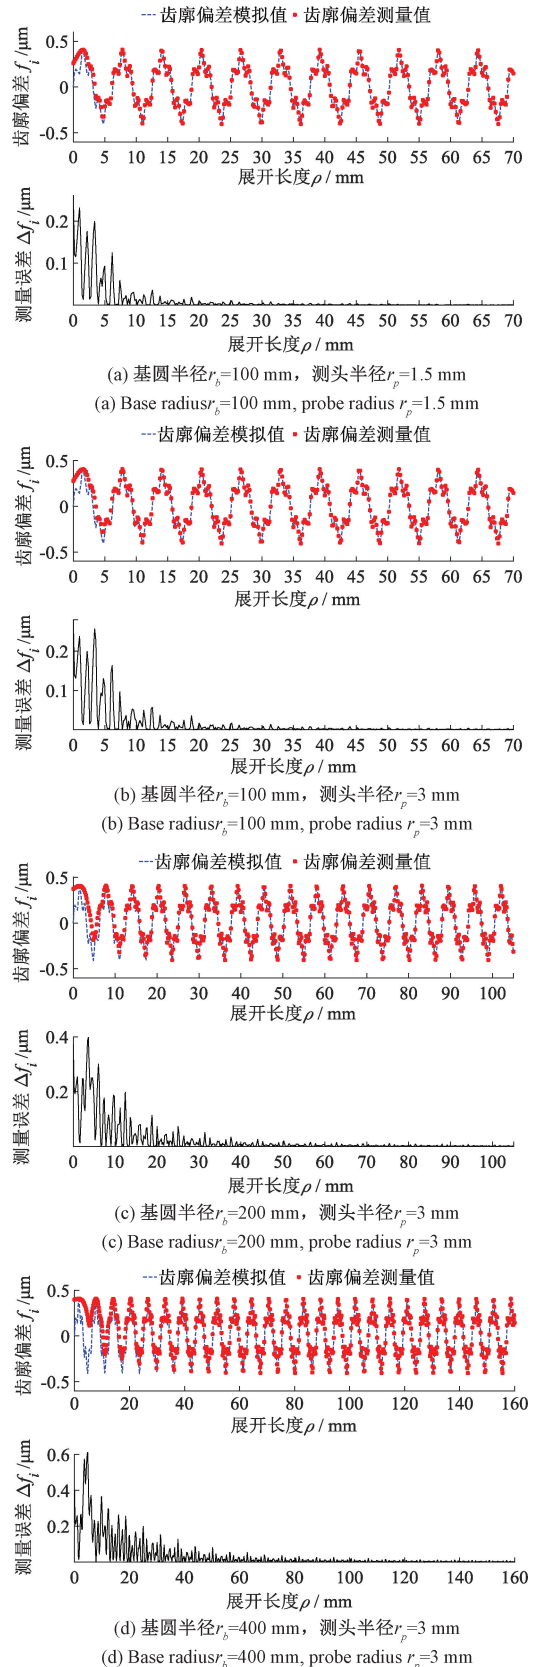 齿廓偏差模拟值 齿廓偏差测量值
齿廓偏差 fᵢ /μm
0.5
0
-0.5
0 5 10 15 20 25 30 35 40 45 50 55 60 65 70
展开长度ρ / mm
测量误差 Δfᵢ /μm
0.2
0.1
0 5 10 15 20 25 30 35 40 45 50 55 60 65 70
展开长度ρ / mm
(a) 基圆半径r_b=100 mm，测头半径r_p=1.5 mm
(a) Base radiusr_b=100 mm, probe radius r_p=1.5 mm
齿廓偏差模拟值 齿廓偏差测量值
齿廓偏差 fᵢ /μm
0.5
0
-0.5
0 5 10 15 20 25 30 35 40 45 50 55 60 65 70
展开长度ρ / mm
测量误差 Δfᵢ /μm
0.2
0.1
0 5 10 15 20 25 30 35 40 45 50 55 60 65 70
展开长度ρ / mm
(b) 基圆半径r_b=100 mm，测头半径r_p=3 mm
(b) Base radiusr_b=100 mm, probe radius r_p=3 mm
齿廓偏差模拟值 齿廓偏差测量值
齿廓偏差 fᵢ /μm
0.5
0
-0.5
0 10 20 30 40 50 60 70 80 90 100
展开长度ρ / mm
测量误差 Δfᵢ /μm
0.4
0.2
0 10 20 30 40 50 60 70 80 90 100
展开长度ρ / mm
(c) 基圆半径r_b=200 mm，测头半径r_p=3 mm
(c) Base radiusr_b=200 mm, probe radius r_p=3 mm
齿廓偏差模拟值 齿廓偏差测量值
齿廓偏差 fᵢ /μm
0.5
0
-0.5
0 20 40 60 80 100 120 140 160
展开长度ρ / mm
测量误差 Δfᵢ /μm
0.6
0.4
0.2
0 20 40 60 80 100 120 140 160
展开长度ρ / mm
(d) 基圆半径r_b=400 mm，测头半径r_p=3 mm
(d) Base radiusr_b=400 mm, probe radius r_p=3 mm